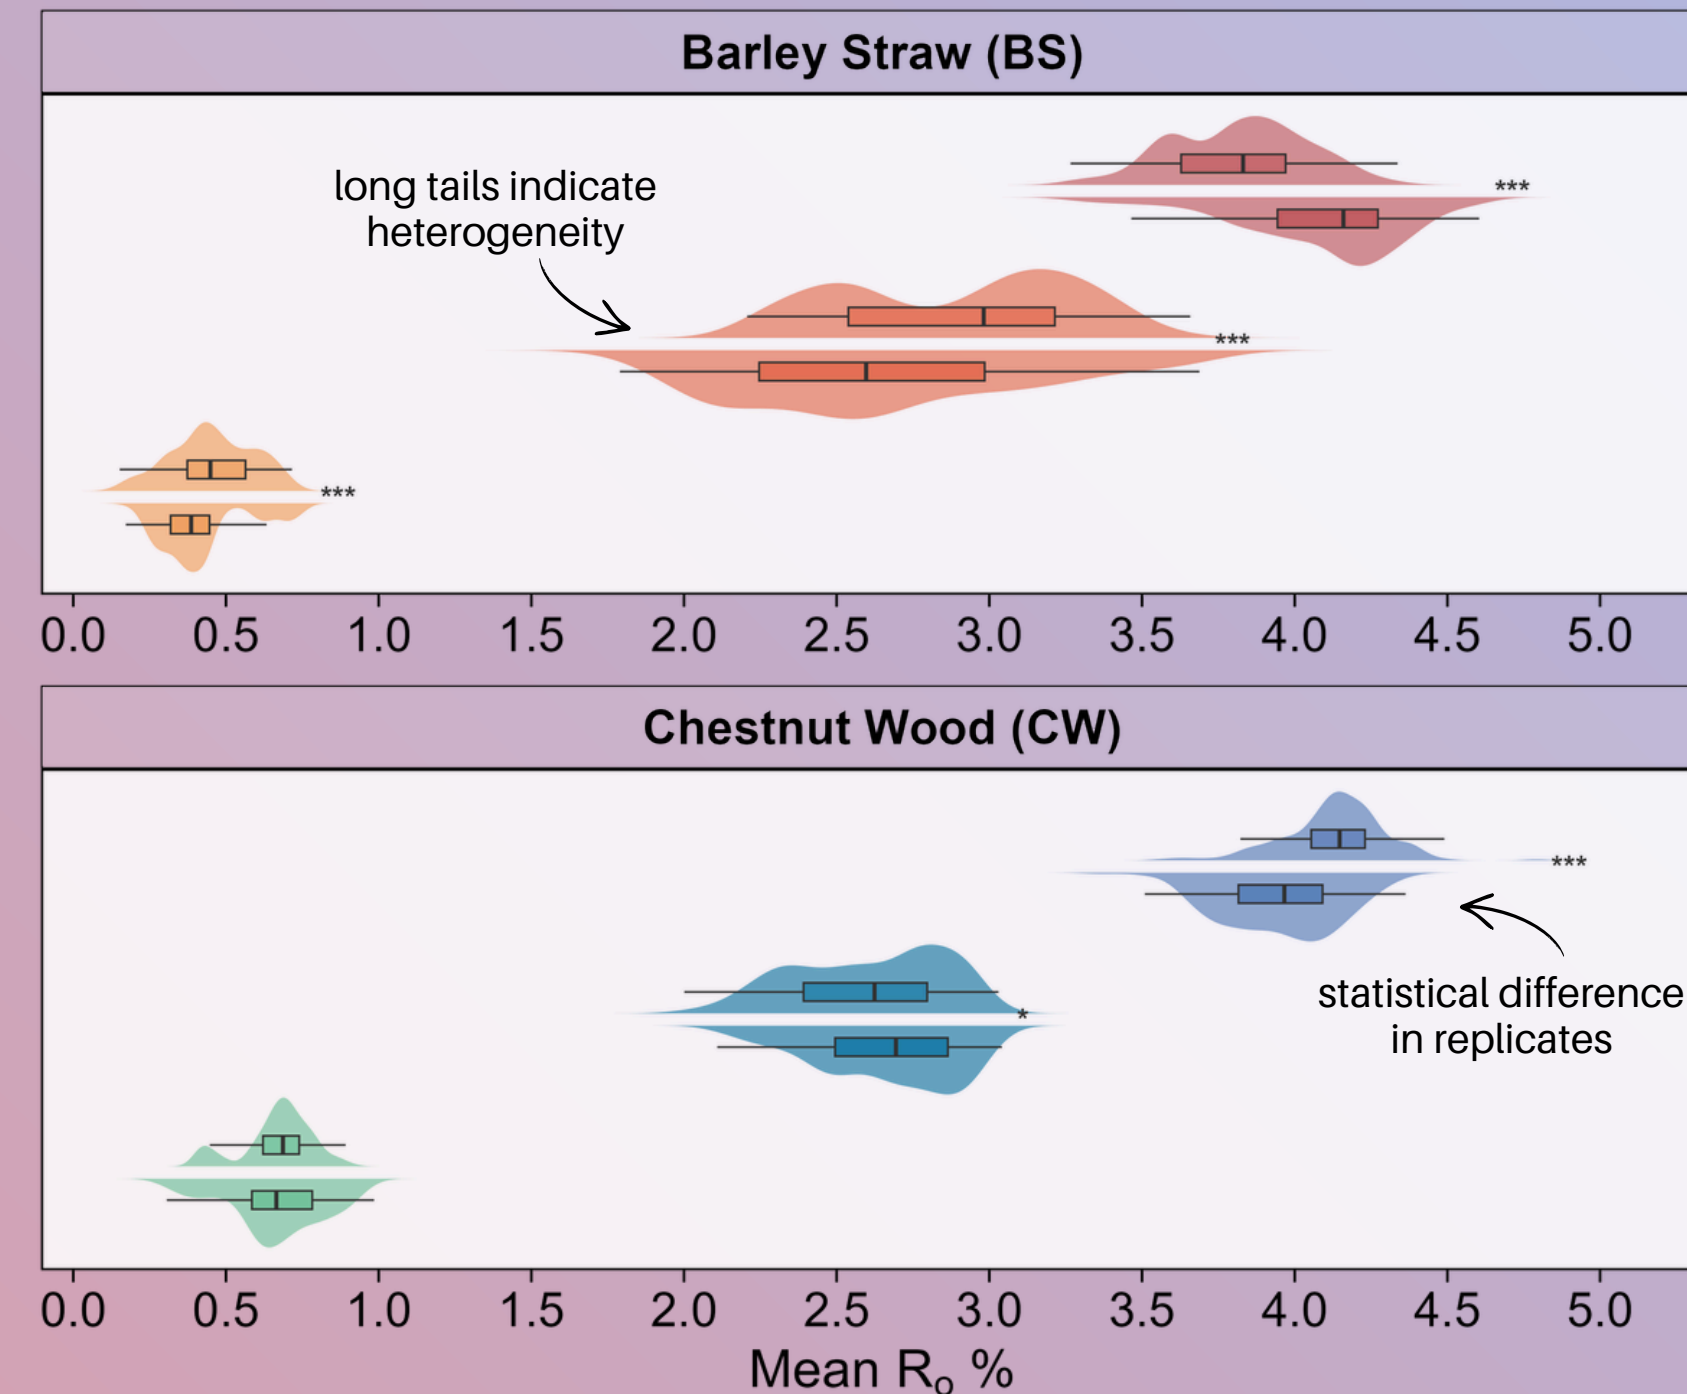 Barley Straw (BS)
long tails indicate
heterogeneity
***
***
***
0.0 0.5 1.0 1.5 2.0 2.5 3.0 3.5 4.0 4.5 5.0
Chestnut Wood (CW)
***
statistical difference
in replicates
*
0.0 0.5 1.0 1.5 2.0 2.5 3.0 3.5 4.0 4.5 5.0
Mean Rₒ %